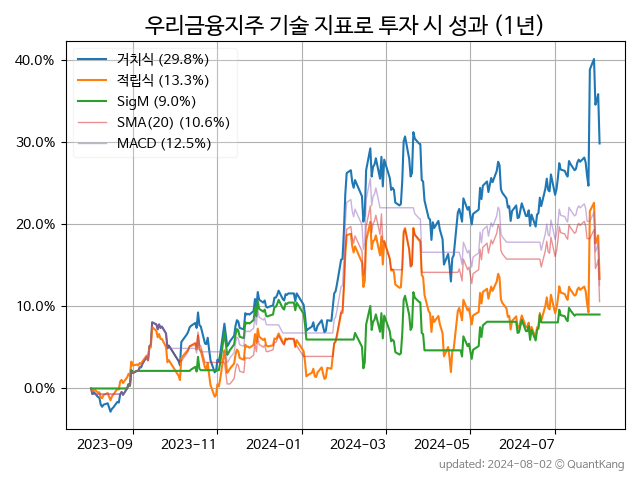 우리금융지주 기술 지표로 투자 시 성과 (1년)
거치식 (29.8%)
적립식 (13.3%)
SigM (9.0%)
SMA(20) (10.6%)
MACD (12.5%)
40.0%
30.0%
20.0%
10.0%
0.0%
2023-09 2023-11 2024-01 2024-03 2024-05 2024-07
updated: 2024-08-02 © QuantKang